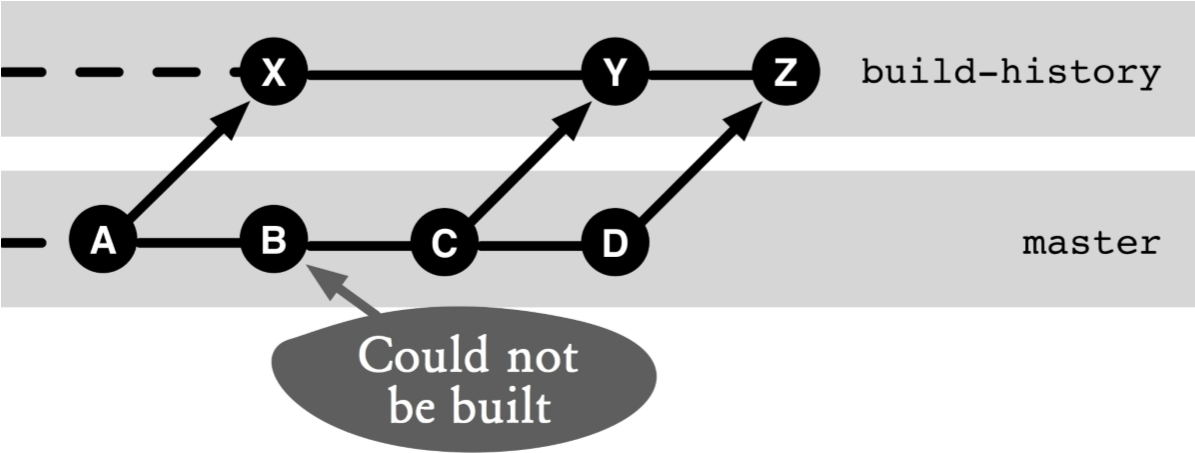 X Y Z build-history
A B C D master
Could not
be built